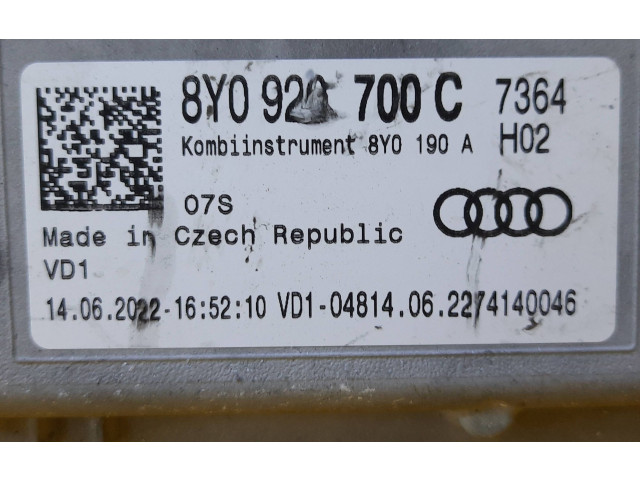 8Y0 700 C 7364
Kombiinstrument 8Y0 190 A H02
07S
Made in Czech Republic
VD1
14.06.2022-16:52:10 VD1-04814.06.2274140046